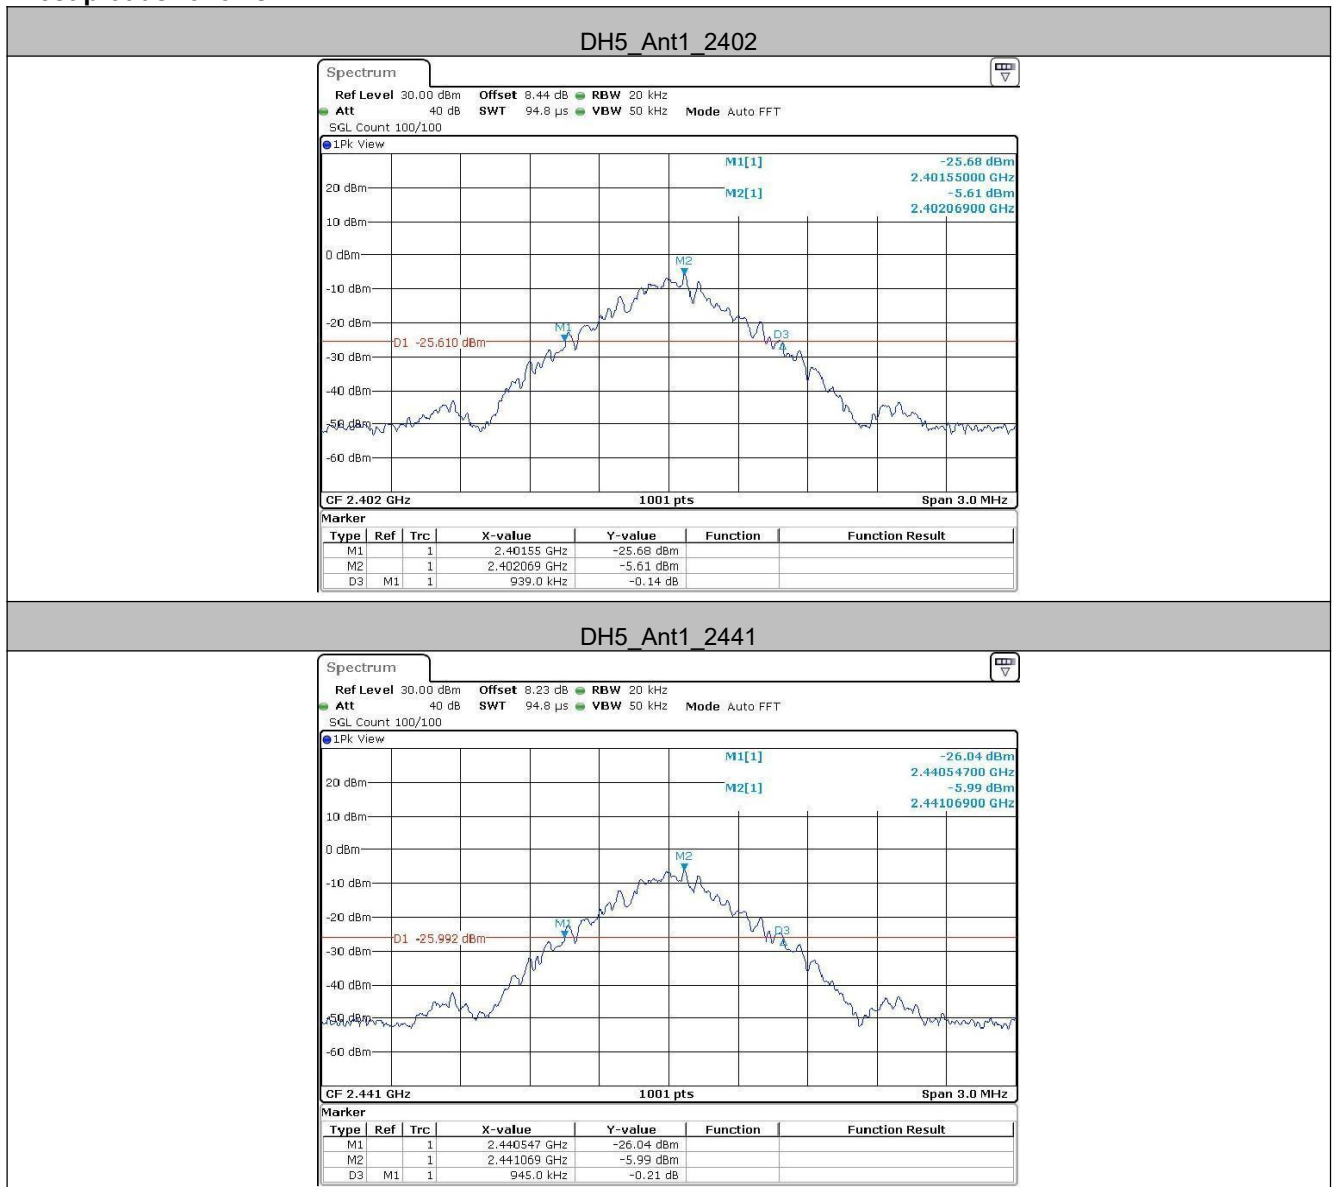 DH5_Ant1_2402
Spectrum
Ref Level 30.00 dBm Offset 8.44 dB RBW 20 kHz
Att 40 dB SWT 94.8 µs VBW 50 kHz Mode Auto FFT
SGL Count 100/100
1Pk View
M1[1] -25.68 dBm
2.40155000 GHz
M2[1] -5.61 dBm
2.40206900 GHz
20 dBm
10 dBm
0 dBm
M2
-10 dBm
-20 dBm
M1
D3
D1 -25.610 dBm
-30 dBm
-40 dBm
-50 dBm
-60 dBm
CF 2.402 GHz 1001 pts Span 3.0 MHz
Marker
Type Ref Trc X-value Y-value Function Function Result
M1 1 2.40155 GHz -25.68 dBm
M2 1 2.402069 GHz -5.61 dBm
D3 M1 1 939.0 kHz -0.14 dB
DH5_Ant1_2441
Spectrum
Ref Level 30.00 dBm Offset 8.23 dB RBW 20 kHz
Att 40 dB SWT 94.8 µs VBW 50 kHz Mode Auto FFT
SGL Count 100/100
1Pk View
M1[1] -26.04 dBm
2.44054700 GHz
M2[1] -5.99 dBm
2.44106900 GHz
20 dBm
10 dBm
0 dBm
M2
-10 dBm
-20 dBm
M1
D3
D1 -25.992 dBm
-30 dBm
-40 dBm
-50 dBm
-60 dBm
CF 2.441 GHz 1001 pts Span 3.0 MHz
Marker
Type Ref Trc X-value Y-value Function Function Result
M1 1 2.440547 GHz -26.04 dBm
M2 1 2.441069 GHz -5.99 dBm
D3 M1 1 945.0 kHz -0.21 dB